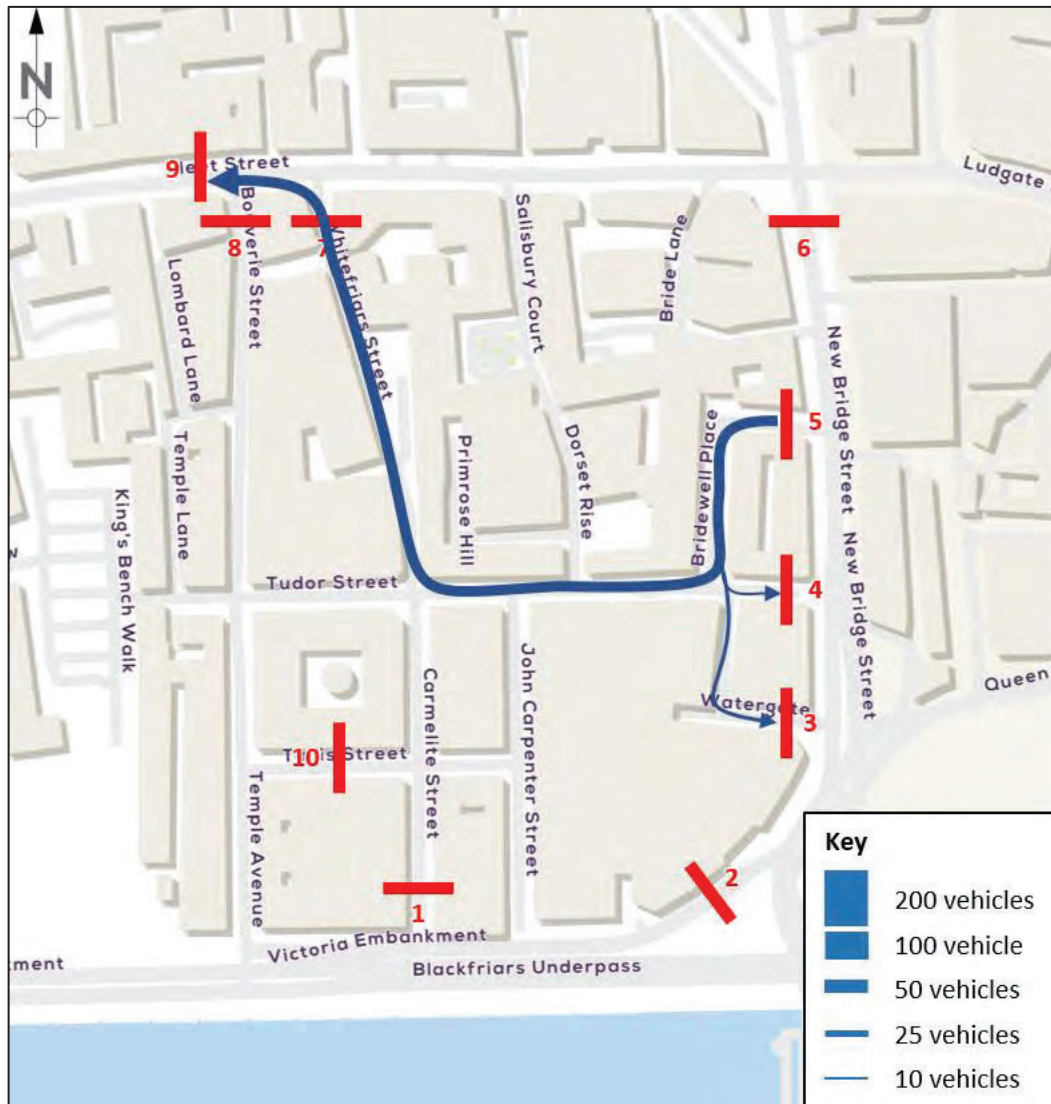 N
9
leet Street
Ludgate
8
7
6
Bouverie Street
Whitefriars Street
Salisbury Court
Bride Lane
Lombard Lane
New Bridge Street
5
Bridewell Place
Primrose Hill
Dorset Rise
Temple Lane
King's Bench Walk
New Bridge Street
Tudor Street
4
Queen
Watergate
3
John Carpenter Street
Carmelite Street
10
Street
Temple Avenue
2
1
Victoria Embankment
kment
Blackfriars Underpass
Key
200 vehicles
100 vehicle
50 vehicles
25 vehicles
10 vehicles